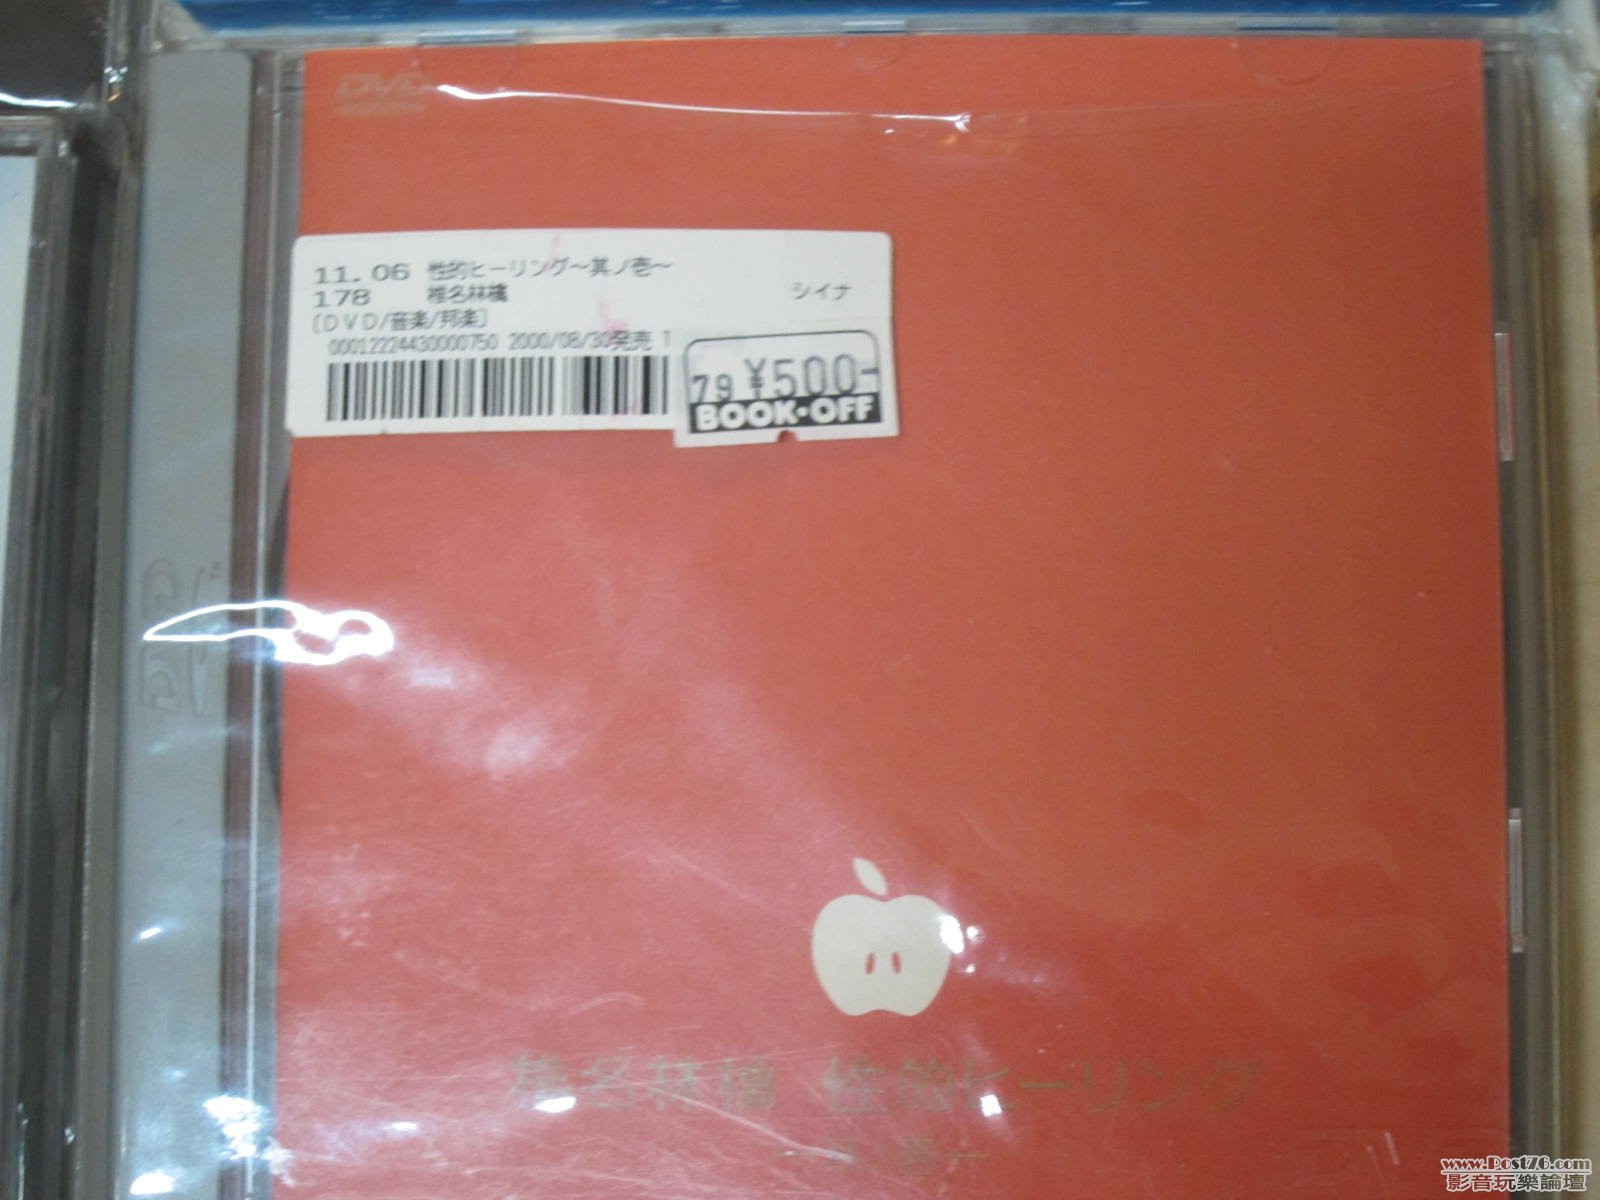 DVD
11.06 性的ヒーリング～其ノ壱～
178 椎名林檎 シイナ
[DVD/音楽/邦楽]
00012224430000750 2000/08/30発売 1
79 ¥500-
BOOK·OFF
椎名林檎 性的ヒーリング
www.Post76.com
影音玩樂論壇